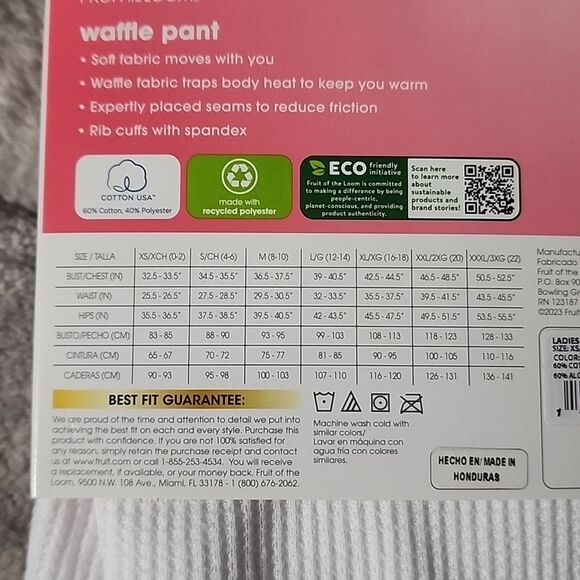 waffle pant
• Soft fabric moves with you
• Waffle fabric traps body heat to keep you warm
• Expertly placed seams to reduce friction
• Rib cuffs with spandex
COTTON USA™
60% Cotton, 40% Polyester
made with
recycled polyester
ECO friendly initiative
Fruit of the Loom is committed
to making a difference by being
people-centric,
planet-conscious, and providing
product authenticity.
Scan here
to learn more
about
sustainable
products and
brand stories!
SIZE / TALLA XS/XCH (0-2) S/CH (4-6) M (8-10) L/G (12-14) XL/XG (16-18) XXL/2XG (20) XXXL/3XG (22)
BUST/CHEST (IN) 32.5 - 33.5" 34.5 - 35.5" 36.5 - 37.5" 39 - 40.5" 42.5 - 44.5" 46.5 - 48.5" 50.5 - 52.5"
WAIST (IN) 25.5 - 26.5" 27.5 - 28.5" 29.5 - 30.5" 32 - 33.5" 35.5 - 37.5" 39.5 - 41.5" 43.5 - 45.5"
HIPS (IN) 35.5 - 36.5" 37.5 - 38.5" 39.5 - 40.5" 42 - 43.5" 45.5 - 47.5" 49.5 - 51.5" 53.5 - 55.5"
BUSTO/PECHO (CM) 83 - 85 88 - 90 93 - 95 99 - 103 108 - 113 118 - 123 128 - 133
CINTURA (CM) 65 - 67 70 - 72 75 - 77 81 - 85 90 - 95 100 - 105 110 - 116
CADERAS (CM) 90 - 93 95 - 98 100 - 103 107 - 110 116 - 120 126 - 131 136 - 141
Manufactu
Fabricado
Fruit of the
P.O. Box 90
Bowling Gr
RN 123187
©2023 Fruit
LADIES
SIZE: XS
COLOR
60% COT
60% ALG
1
BEST FIT GUARANTEE:
We are proud of the time and attention to detail we put into
achieving the best fit on each and every style. Purchase this
product with confidence. If you are not 100% satisfied for
any reason, simply retain the purchase receipt and contact
us at www.fruit.com or call 1-855-253-4534. You will receive
a replacement, if available, or your money back. Fruit of the
Loom, 9500 N.W. 108 Ave., Miami, FL 33178 - 1 (800) 676-2062.
Machine wash cold with
similar colors/
Lavar en máquina con
agua fría con colores
similares.
HECHO EN/ MADE IN
HONDURAS